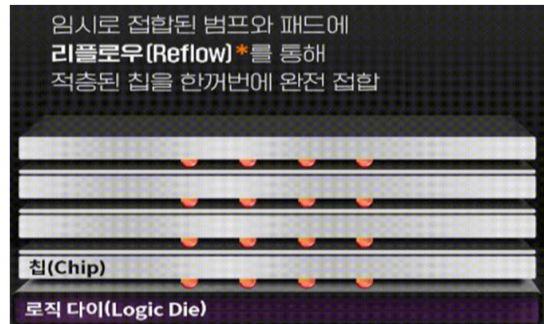 임시로 접합된 범프와 패드에
리플로우(Reflow)*를 통해
적층된 칩을 한꺼번에 완전 접합
칩(Chip)
로직 다이(Logic Die)